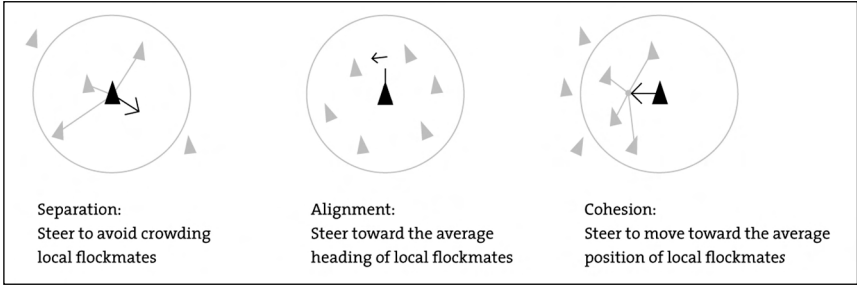 Separation:
Steer to avoid crowding
local flockmates
Alignment:
Steer toward the average
heading of local flockmates
Cohesion:
Steer to move toward the average
position of local flockmates